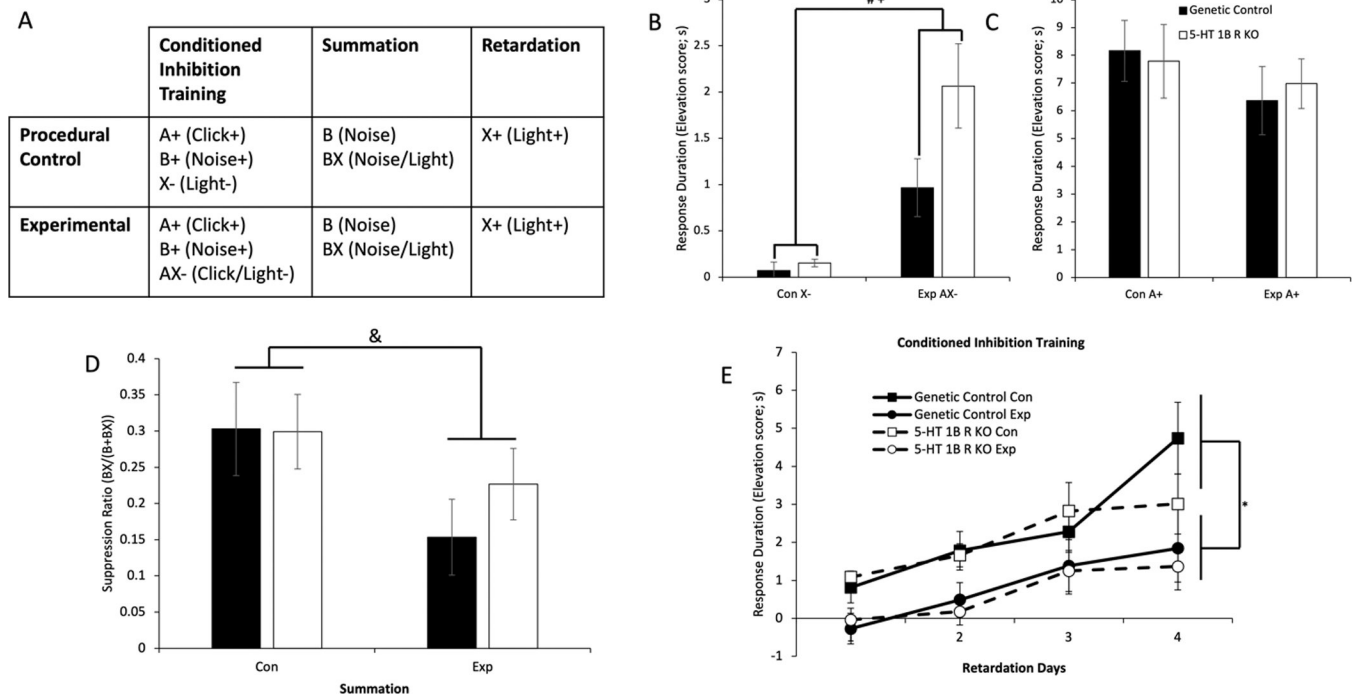 A
Conditioned
Inhibition
Training
Summation
Retardation
Procedural
Control
A+ (Click+)
B+ (Noise+)
X- (Light-)
B (Noise)
BX (Noise/Light)
X+ (Light+)
Experimental
A+ (Click+)
B+ (Noise+)
AX- (Click/Light-)
B (Noise)
BX (Noise/Light)
X+ (Light+)
B
Response Duration (Elevation score; s)
2.5
2
1.5
1
0.5
0
Con X-
Exp AX-
C
Response Duration (Elevation score; s)
10
9
8
7
6
5
4
3
2
1
0
Genetic Control
5-HT 1B R KO
Con A+
Exp A+
Conditioned Inhibition Training
D
&
Suppression Ratio (BX/(B+BX))
0.4
0.35
0.3
0.25
0.2
0.15
0.1
0.05
0
Con
Exp
Summation
E
Response Duration (Elevation score; s)
7
6
5
4
3
2
1
0
-1
Genetic Control Con
Genetic Control Exp
5-HT 1B R KO Con
5-HT 1B R KO Exp
*
2
3
4
Retardation Days